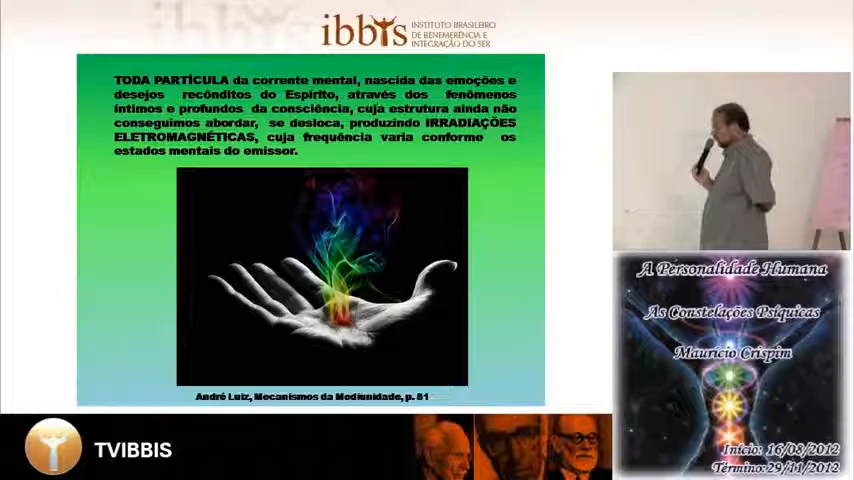 ibbis
INSTITUTO BRASILEIRO
DE BENEMERÊNCIA E
INTEGRAÇÃO DO SER
TODA PARTÍCULA da corrente mental, nascida das emoções e
desejos recônditos do Espírito, através dos fenômenos
íntimos e profundos da consciência, cuja estrutura ainda não
conseguimos abordar, se desloca, produzindo IRRADIAÇÕES
ELETROMAGNÉTICAS, cuja frequência varia conforme os
estados mentais do emissor.
André Luiz, Mecanismos da Mediunidade, p. 81
A Personalidade Humana
As Constelações Psíquicas
Maurício Crispim
Início: 16/08/2012
Término:29/11/2012
TVIBBIS